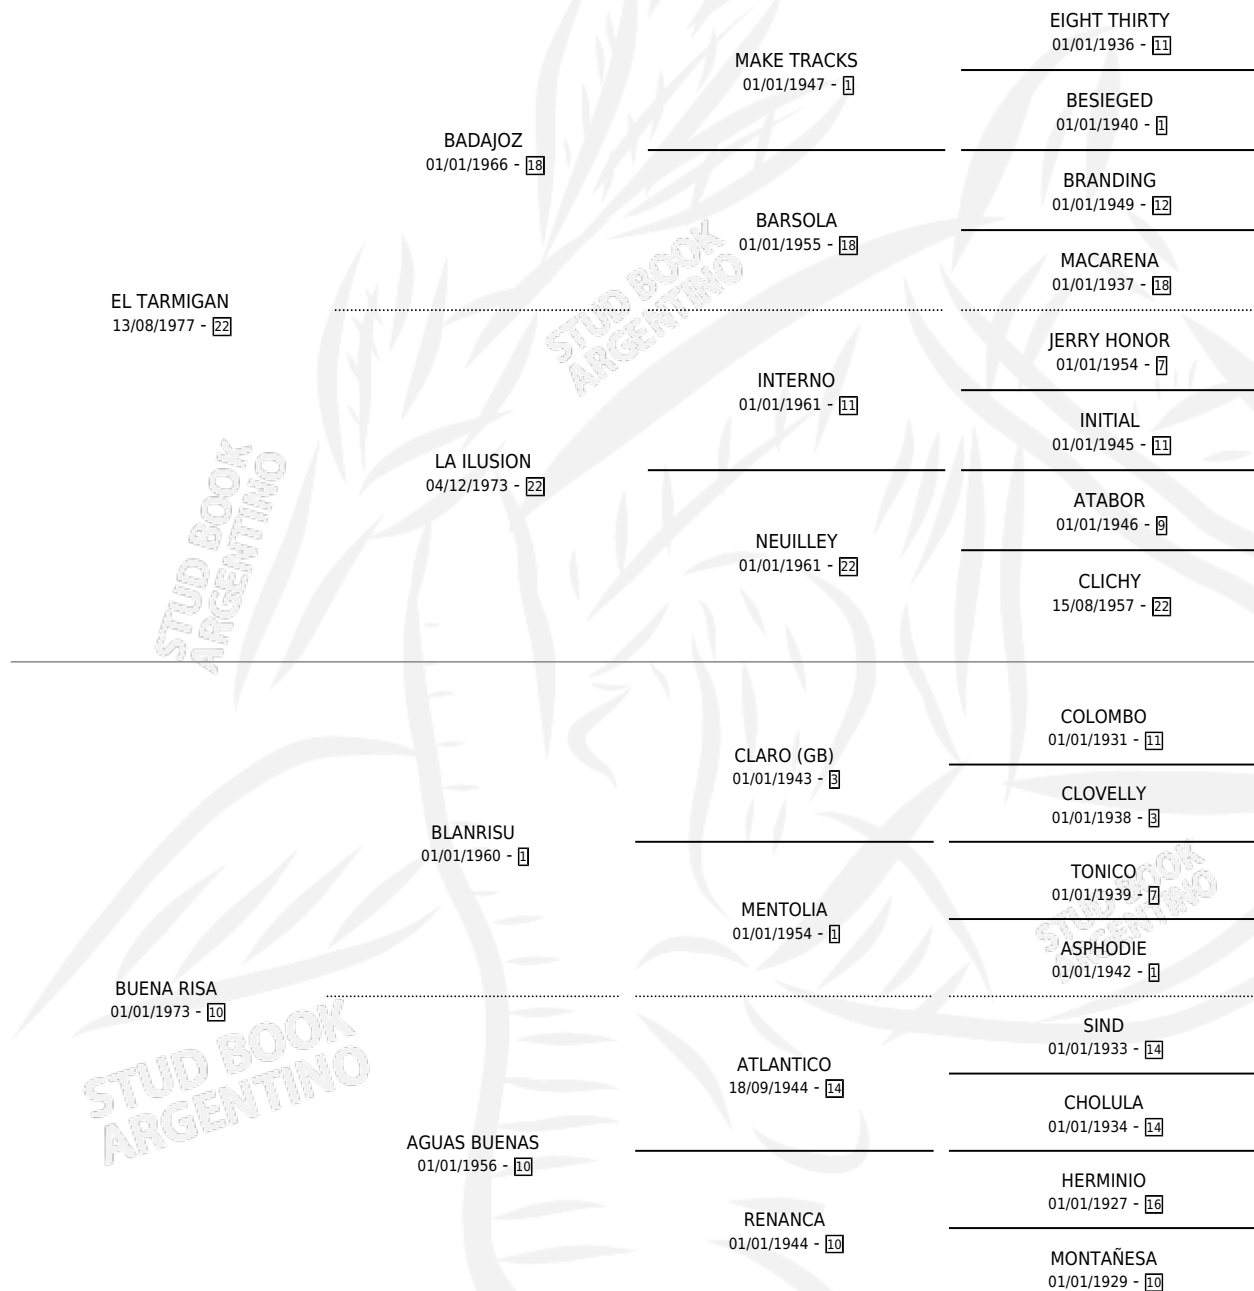 EIGHT THIRTY
01/01/1936 - 11
MAKE TRACKS
01/01/1947 - 1
BESIEGED
01/01/1940 - 1
BADAJOZ
01/01/1966 - 18
BRANDING
01/01/1949 - 12
BARSOLA
01/01/1955 - 18
MACARENA
01/01/1937 - 18
EL TARMIGAN
13/08/1977 - 22
JERRY HONOR
01/01/1954 - 7
INTERNO
01/01/1961 - 11
INITIAL
01/01/1945 - 11
LA ILUSION
04/12/1973 - 22
ATABOR
01/01/1946 - 9
NEUILLEY
01/01/1961 - 22
CLICHY
15/08/1957 - 22
COLOMBO
01/01/1931 - 11
CLARO (GB)
01/01/1943 - 3
CLOVELLY
01/01/1938 - 3
BLANRISU
01/01/1960 - 1
TONICO
01/01/1939 - 7
MENTOLIA
01/01/1954 - 1
ASPHODIE
01/01/1942 - 1
BUENA RISA
01/01/1973 - 10
SIND
01/01/1933 - 14
ATLANTICO
18/09/1944 - 14
CHOLULA
01/01/1934 - 14
AGUAS BUENAS
01/01/1956 - 10
HERMINIO
01/01/1927 - 16
RENANCA
01/01/1944 - 10
MONTAÑESA
01/01/1929 - 10
STUD BOOK
ARGENTINO
STUD BOOK
ARGENTINO
STUD BOOK
ARGENTINO
STUD BOOK
ARGENTINO